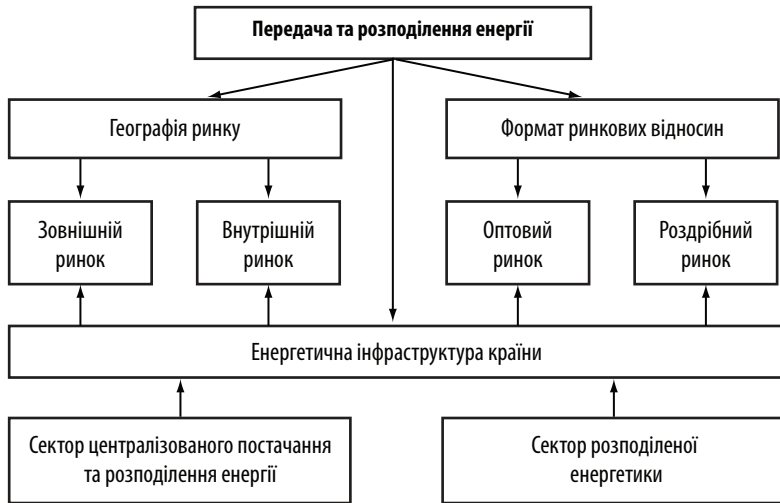 Передача та розподілення енергії
Географія ринку
Формат ринкових відносин
Зовнішній
ринок
Внутрішній
ринок
Оптовий
ринок
Роздрібний
ринок
Енергетична інфраструктура країни
Сектор централізованого постачання
та розподілення енергії
Сектор розподіленої
енергетики